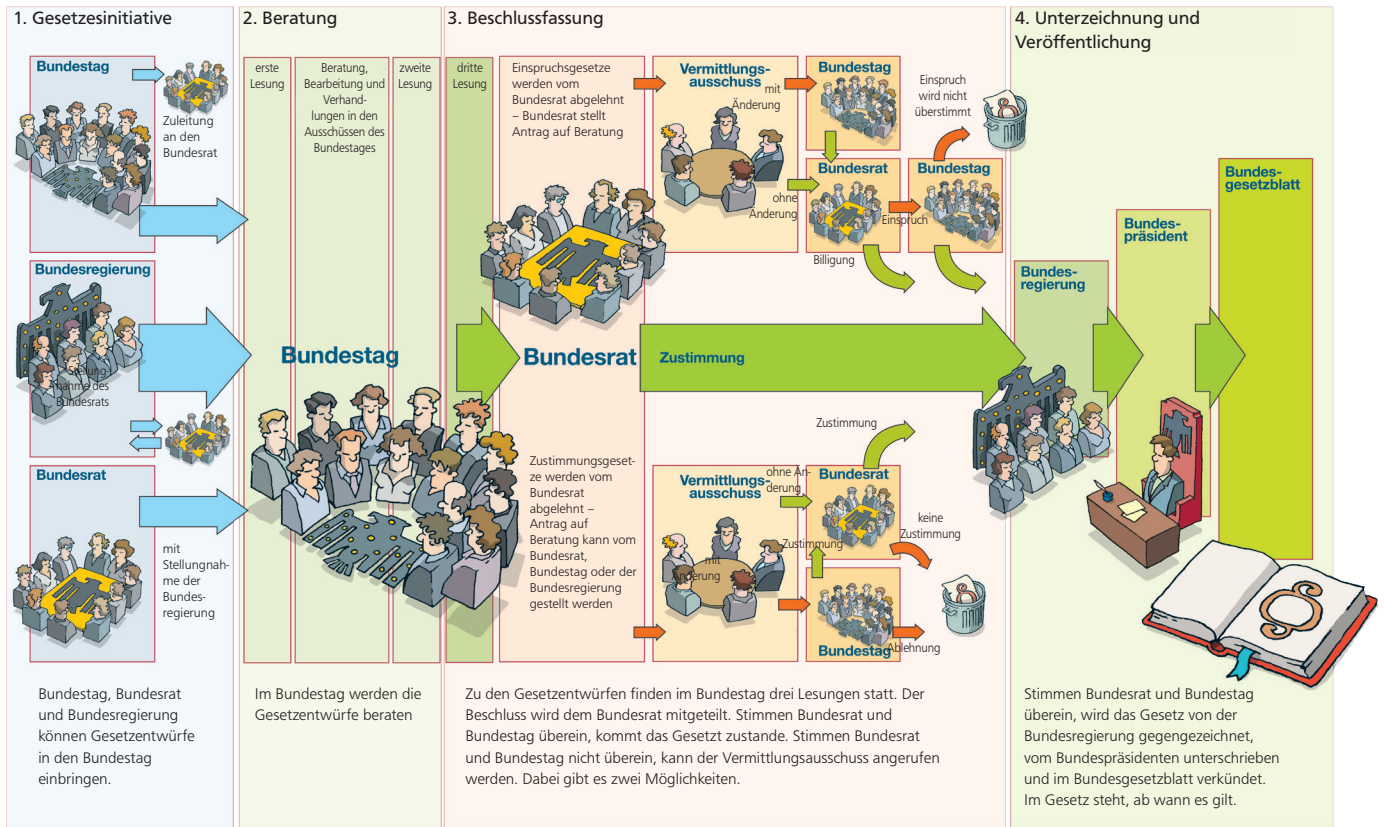 1. Gesetzesinitiative
Bundestag
Zuleitung
an den
Bundesrat
Bundesregierung
Stellung-
nahme des
Bundesrats
Bundesrat
mit
Stellungnah-
me der
Bundes-
regierung
Bundestag, Bundesrat
und Bundesregierung
können Gesetzentwürfe
in den Bundestag
einbringen.
2. Beratung
erste
Lesung
Beratung,
Bearbeitung und
Verhand-
lungen in den
Ausschüssen des
Bundestages
zweite
Lesung
Bundestag
Im Bundestag werden die
Gesetzentwürfe beraten
3. Beschlussfassung
dritte
Lesung
Einspruchsgesetze
werden vom
Bundesrat abgelehnt
– Bundesrat stellt
Antrag auf Beratung
Vermittlungs-
ausschuss
mit
Änderung
ohne
Änderung
Bundestag
Bundesrat
Einspruch
Billigung
Bundestag
Einspruch
wird nicht
überstimmt
Bundesrat
Zustimmung
Zustimmungsgeset-
ze werden vom
Bundesrat
abgelehnt –
Antrag auf
Beratung kann vom
Bundesrat,
Bundestag oder der
Bundesregierung
gestellt werden
Vermittlungs-
ausschuss
ohne Än-
derung
mit
Änderung
Bundesrat
Zustimmung
Zustimmung
keine
Zustimmung
Bundestag
Ablehnung
Zu den Gesetzentwürfen finden im Bundestag drei Lesungen statt. Der
Beschluss wird dem Bundesrat mitgeteilt. Stimmen Bundesrat und
Bundestag überein, kommt das Gesetzt zustande. Stimmen Bundesrat
und Bundestag nicht überein, kann der Vermittlungsausschuss angerufen
werden. Dabei gibt es zwei Möglichkeiten.
4. Unterzeichnung und
Veröffentlichung
Bundes-
regierung
Bundes-
präsident
Bundes-
gesetzblatt
§
Stimmen Bundesrat und Bundestag
überein, wird das Gesetz von der
Bundesregierung gegengezeichnet,
vom Bundespräsidenten unterschrieben
und im Bundesgesetzblatt verkündet.
Im Gesetz steht, ab wann es gilt.